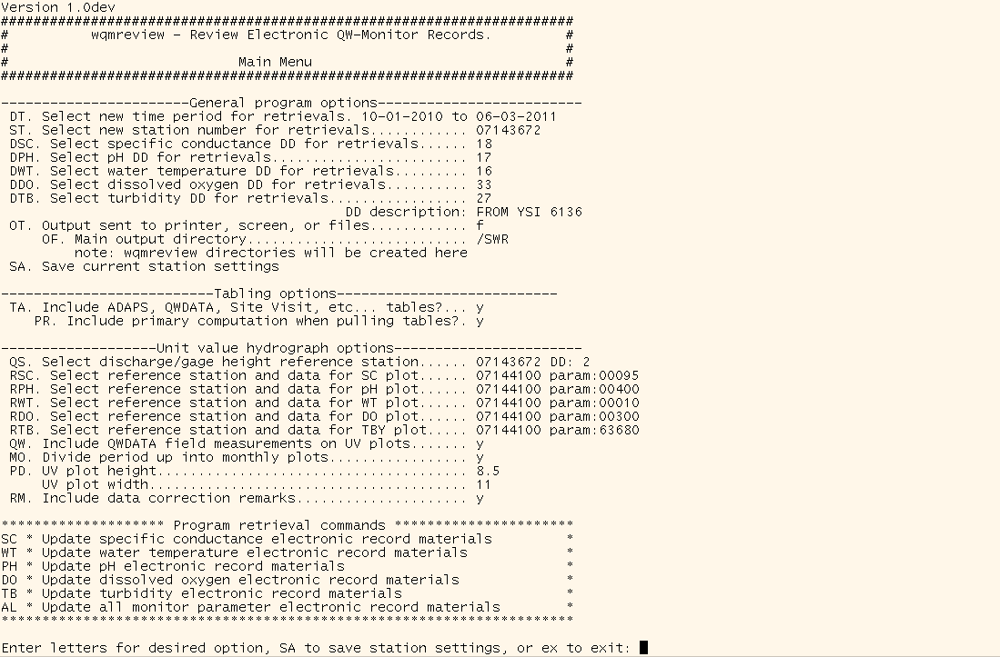 Version 1.0dev
######################################################################
#          wqmreview - Review Electronic QW-Monitor Records.         #
#                                                                    #
#                            Main Menu                               #
######################################################################
-----------------------General program options-------------------------
 DT. Select new time period for retrievals. 10-01-2010 to 06-03-2011
 ST. Select new station number for retrievals............ 07143672
 DSC. Select specific conductance DD for retrievals...... 18
 DPH. Select pH DD for retrievals........................ 17
 DWT. Select water temperature DD for retrievals......... 16
 DDO. Select dissolved oxygen DD for retrievals.......... 33
 DTB. Select turbidity DD for retrievals................. 27
                                          DD description: FROM YSI 6136
 OT. Output sent to printer, screen, or files............ f
     OF. Main output directory........................... /SWR
         note: wqmreview directories will be created here
 SA. Save current station settings
--------------------------Tabling options---------------------------
 TA. Include ADAPS, QWDATA, Site Visit, etc... tables?... y
    PR. Include primary computation when pulling tables?. y
-------------------Unit value hydrograph options-----------------------
 QS. Select discharge/gage height reference station...... 07143672 DD: 2
 RSC. Select reference station and data for SC plot...... 07144100 param:00095
 RPH. Select reference station and data for pH plot...... 07144100 param:00400
 RWT. Select reference station and data for WT plot...... 07144100 param:00010
 RDO. Select reference station and data for DO plot...... 07144100 param:00300
 RTB. Select reference station and data for TBY plot..... 07144100 param:63680
 QW. Include QWDATA field measurements on UV plots....... y
 MO. Divide period up into monthly plots................. y
 PD. UV plot height...................................... 8.5
     UV plot width....................................... 11
 RM. Include data correction remarks..................... y
******************** Program retrieval commands **********************
SC * Update specific conductance electronic record materials         *
WT * Update water temperature electronic record materials            *
PH * Update pH electronic record materials                           *
DO * Update dissolved oxygen electronic record materials             *
TB * Update turbidity electronic record materials                    *
AL * Update all monitor parameter electronic record materials        *
**********************************************************************
Enter letters for desired option, SA to save station settings, or ex to exit: